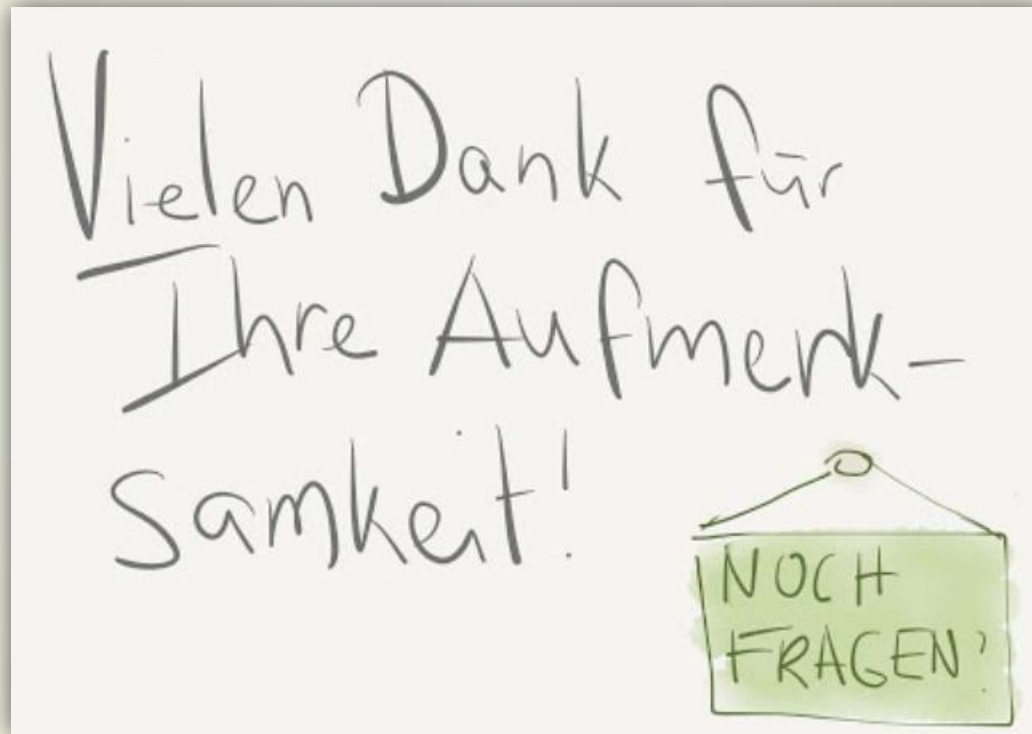 Vielen Dank für
Ihre Aufmerk-
samkeit!
NOCH
FRAGEN?